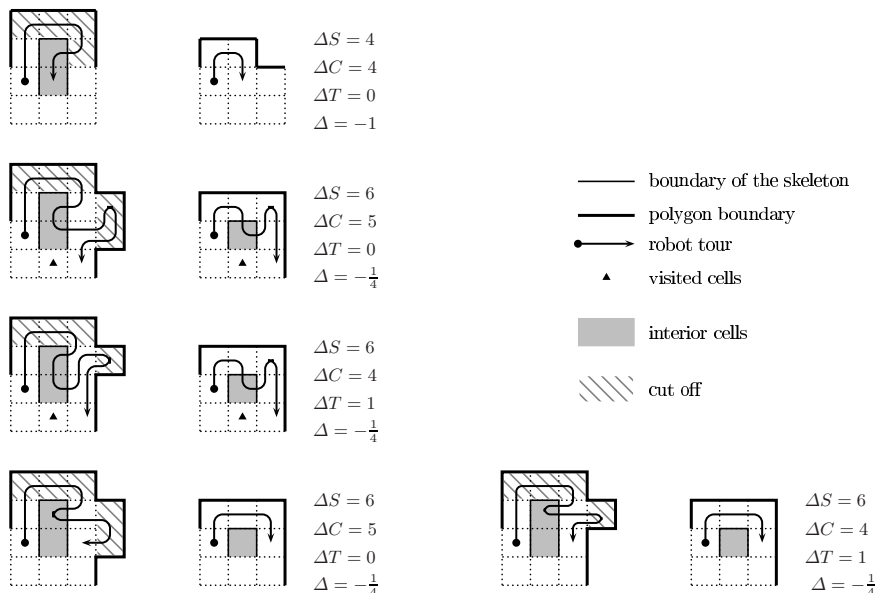 ΔS = 4
ΔC = 4
ΔT = 0
Δ = −1
ΔS = 6
ΔC = 5
ΔT = 0
Δ = −1/4
boundary of the skeleton
polygon boundary
robot tour
visited cells
interior cells
cut off
ΔS = 6
ΔC = 4
ΔT = 1
Δ = −1/4
ΔS = 6
ΔC = 5
ΔT = 0
Δ = −1/4
ΔS = 6
ΔC = 4
ΔT = 1
Δ = −1/4